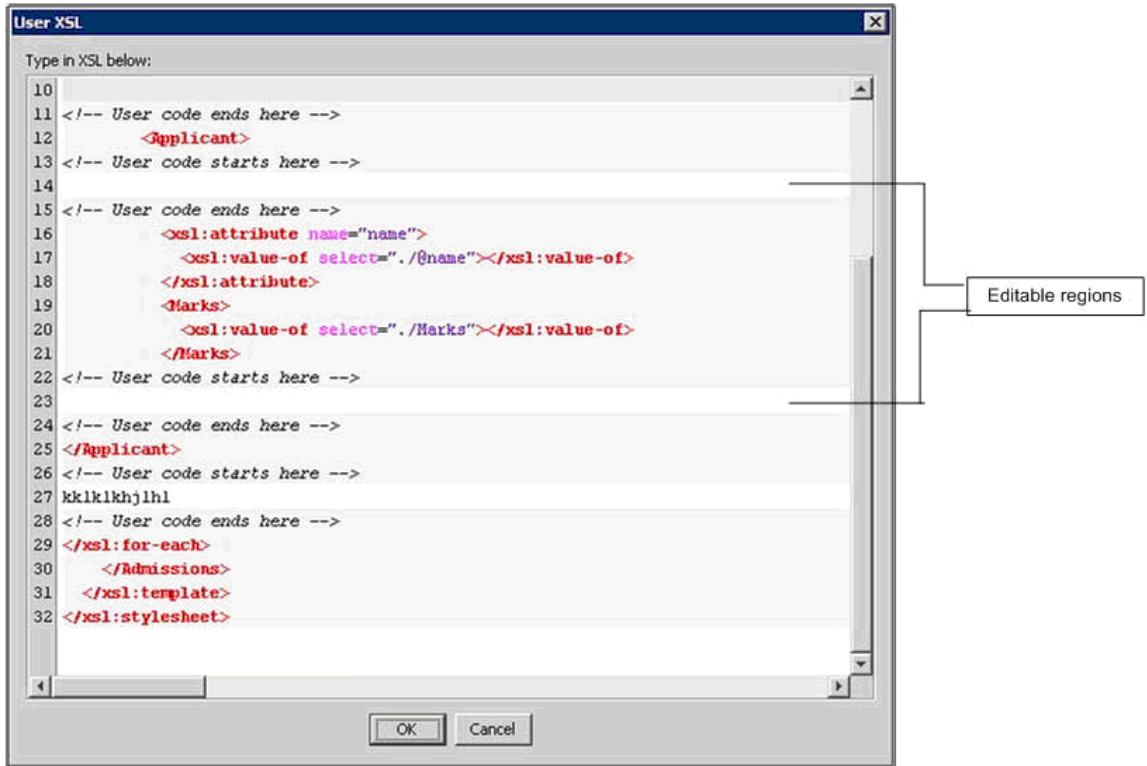 User XSL
Type in XSL below:
10
11 <!-- User code ends here -->
12 <Applicant>
13 <!-- User code starts here -->
14
15 <!-- User code ends here -->
16 <xsl:attribute name="name">
17 <xsl:value-of select="./@name"></xsl:value-of>
18 </xsl:attribute>
19 <Marks>
20 <xsl:value-of select="./Marks"></xsl:value-of>
21 </Marks>
22 <!-- User code starts here -->
23
24 <!-- User code ends here -->
25 </Applicant>
26 <!-- User code starts here -->
27 kklklkhjlhl
28 <!-- User code ends here -->
29 </xsl:for-each>
30 </Admissions>
31 </xsl:template>
32 </xsl:stylesheet>
Editable regions
OK Cancel